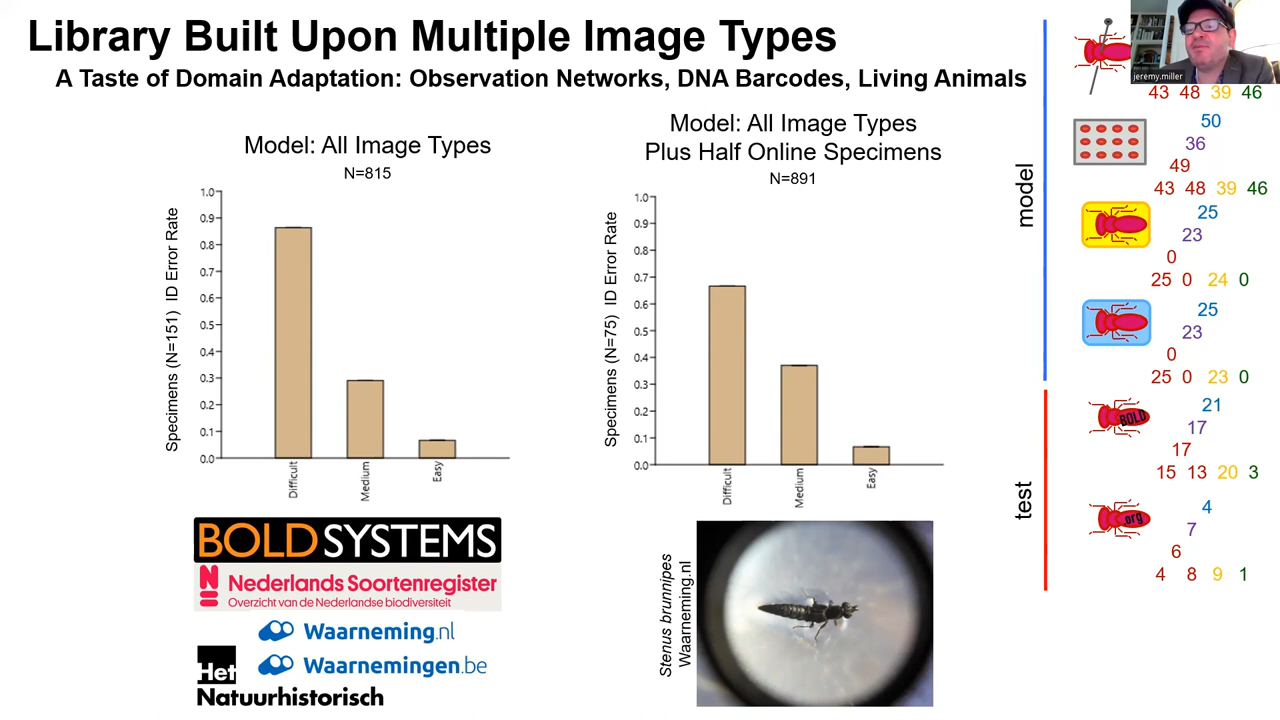 Library Built Upon Multiple Image Types
A Taste of Domain Adaptation: Observation Networks, DNA Barcodes, Living Animals
jeremy.miller
Model: All Image Types
N=815
Specimens (N=151) ID Error Rate
1.0
0.9
0.8
0.7
0.6
0.5
0.4
0.3
0.2
0.1
0.0
Difficult
Medium
Easy
Model: All Image Types
Plus Half Online Specimens
N=891
Specimens (N=75) ID Error Rate
1.0
0.9
0.8
0.7
0.6
0.5
0.4
0.3
0.2
0.1
0.0
Difficult
Medium
Easy
BOLDSYSTEMS
N
Nederlands Soortenregister
Overzicht van de Nederlandse biodiversiteit
Waarneming.nl
Waarnemingen.be
Het
Natuurhistorisch
Stenus brunnipes
Waarneming.nl
model
43 48 39 46
50
36
49
43 48 39 46
25
23
0
25 0 24 0
25
23
0
25 0 23 0
test
BOLD
21
17
17
15 13 20 3
.org
4
7
6
4 8 9 1